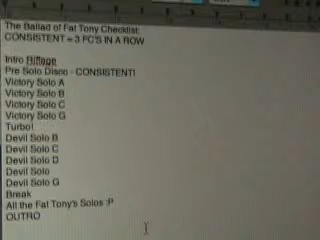 The Ballad of Fat Tony Checklist:
CONSISTENT = 3 FC'S IN A ROW
Intro Riffage
Pre Solo Disco - CONSISTENT!
Victory Solo A
Victory Solo B
Victory Solo C
Victory Solo G
Turbo!
Devil Solo B
Devil Solo C
Devil Solo D
Devil Solo
Devil Solo G
Break
All the Fat Tony's Solos :P
OUTRO